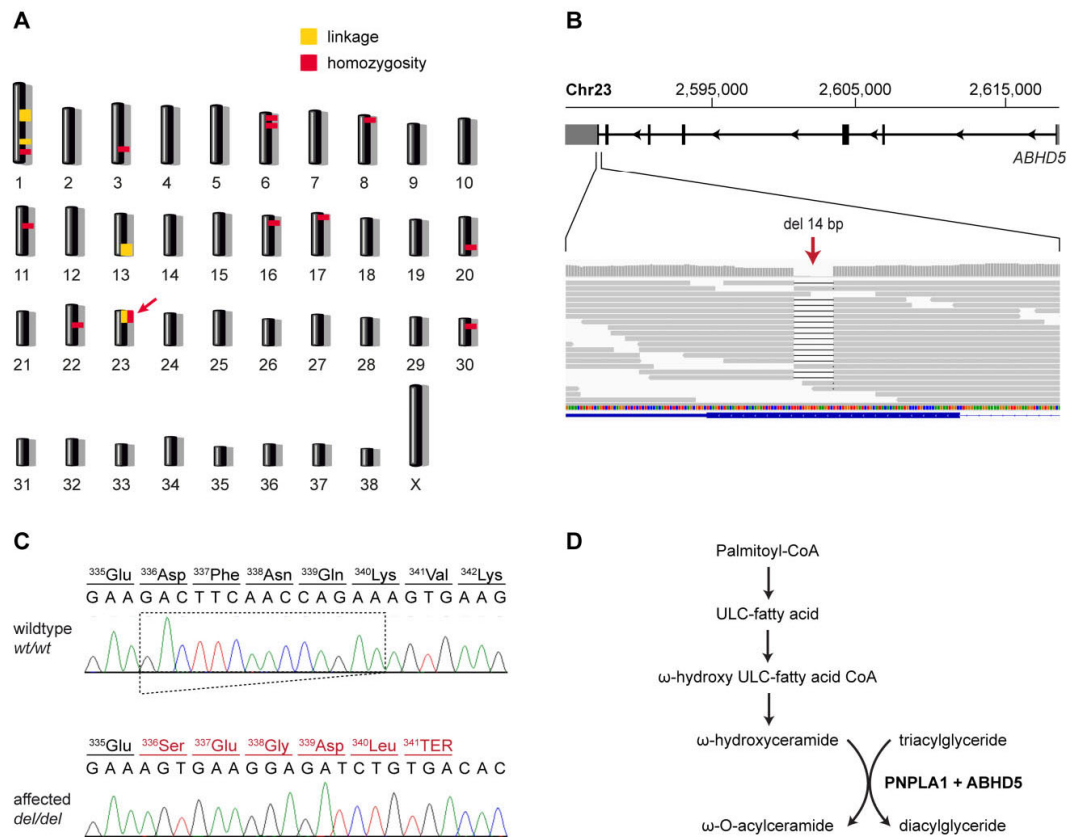 A
linkage
homozygosity
1 2 3 4 5 6 7 8 9 10
11 12 13 14 15 16 17 18 19 20
21 22 23 24 25 26 27 28 29 30
31 32 33 34 35 36 37 38 X
B
Chr23 2,595,000 2,605,000 2,615,000
ABHD5
del 14 bp
C
335Glu 336Asp 337Phe 338Asn 339Gln 340Lys 341Val 342Lys
G A A G A C T T C A A C C A G A A A G T G A A G
wildtype
wt/wt
335Glu 336Ser 337Glu 338Gly 339Asp 340Leu 341TER
G A A A G T G A A G G A G A T C T G T G A C A C
affected
del/del
D
Palmitoyl-CoA
ULC-fatty acid
ω-hydroxy ULC-fatty acid CoA
ω-hydroxyceramide triacylglyceride
PNPLA1 + ABHD5
ω-O-acylceramide diacylglyceride